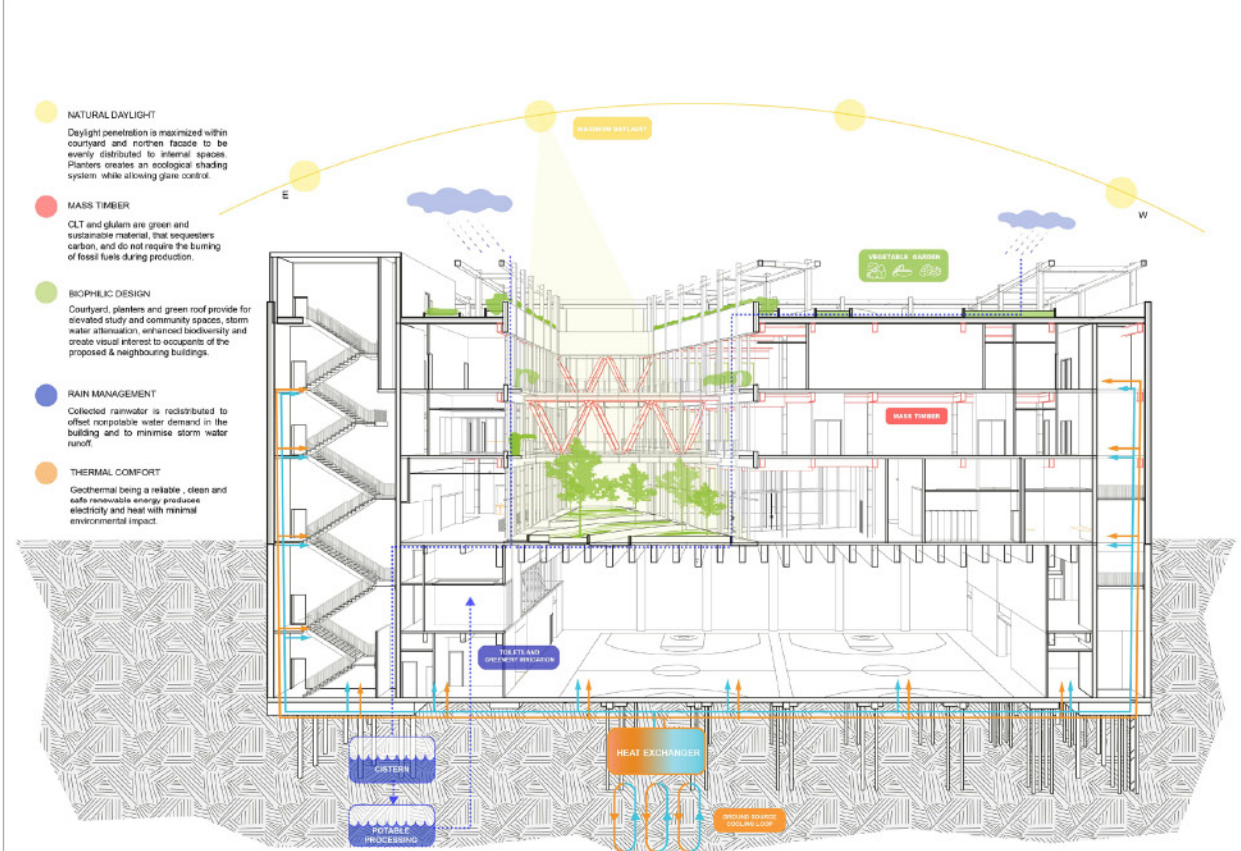 NATURAL DAYLIGHT
Daylight penetration is maximized within
courtyard and northen facade to be
evenly distributed to internal spaces.
Planters creates an ecological shading
system while allowing glare control.
MASS TIMBER
CLT and glulam are green and
sustainable material, that sequesters
carbon, and do not require the burning
of fossil fuels during production.
BIOPHILIC DESIGN
Courtyard, planters and green roof provide for
elevated study and community spaces, storm
water attenuation, enhanced biodiversity and
create visual interest to occupants of the
proposed & neighbouring buildings.
RAIN MANAGEMENT
Collected rainwater is redistributed to
offset nonpotable water demand in the
building and to minimise storm water
runoff.
THERMAL COMFORT
Geothermal being a reliable , clean and
safe renewable energy produces
electricity and heat with minimal
environmental impact.
E
MAXIMUM DAYLIGHT
W
VEGETABLE GARDEN
MASS TIMBER
TOILETS AND
GREENERY IRRIGATION
CISTERN
HEAT EXCHANGER
POTABLE
PROCESSING
GROUND SOURCE
COOLING LOOP